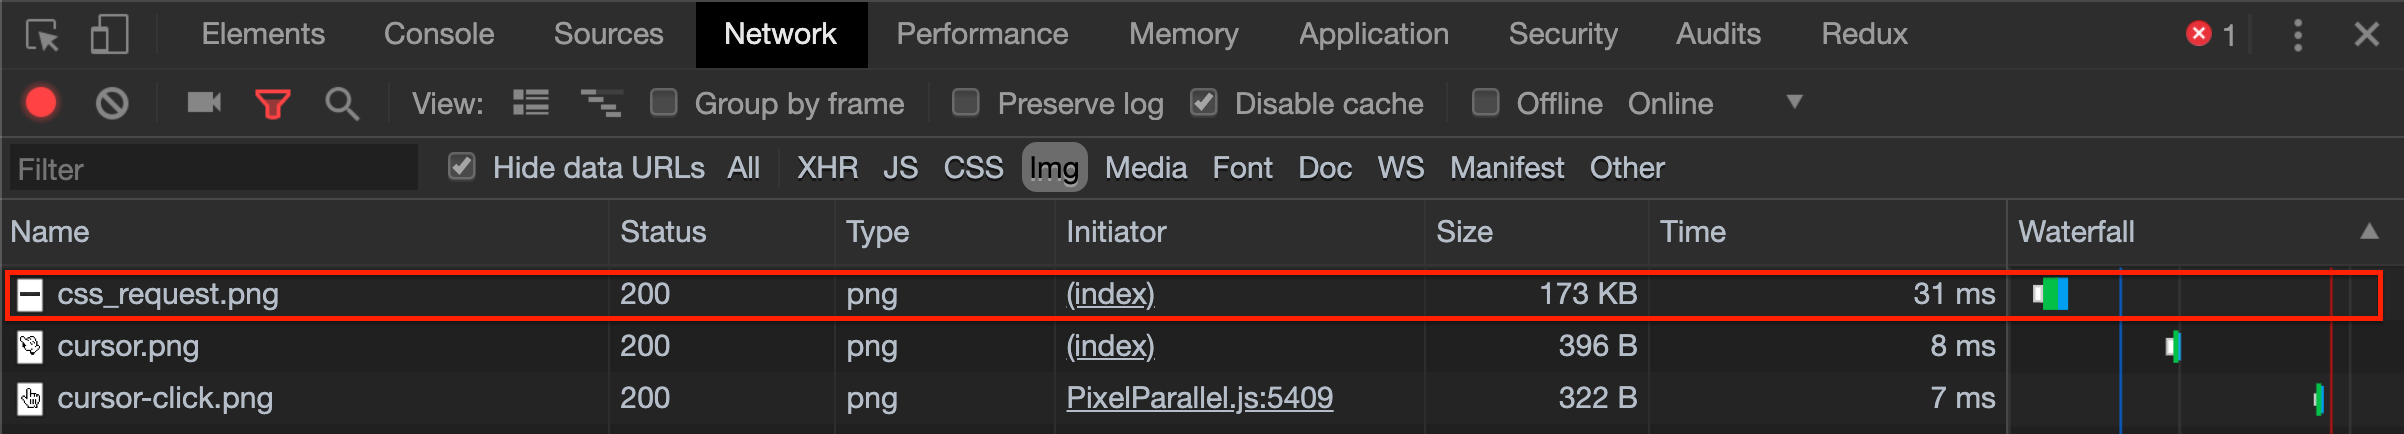 Elements Console Sources Network Performance Memory Application Security Audits Redux 1
View: Group by frame Preserve log Disable cache Offline Online
Filter Hide data URLs All XHR JS CSS Img Media Font Doc WS Manifest Other
Name Status Type Initiator Size Time Waterfall
css_request.png 200 png (index) 173 KB 31 ms
cursor.png 200 png (index) 396 B 8 ms
cursor-click.png 200 png PixelParallel.js:5409 322 B 7 ms